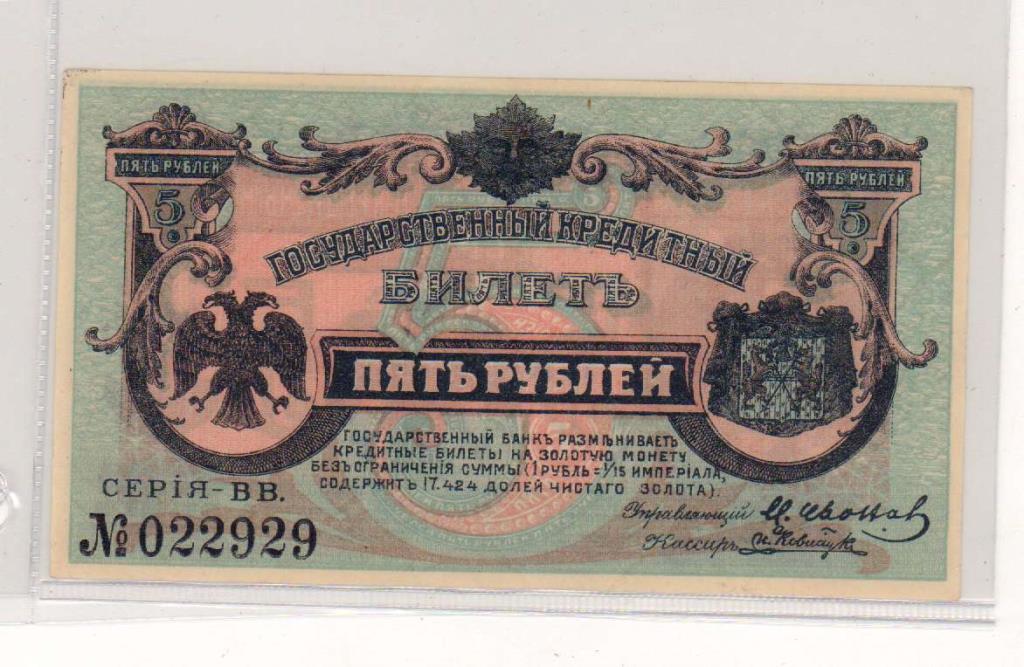 ПЯТЬ РУБЛЕЙ
5
ПЯТЬ РУБЛЕЙ
5
ГОСУДАРСТВЕННЫЙ КРЕДИТНЫЙ
БИЛЕТЪ
ПЯТЬ РУБЛЕЙ
ГОСУДАРСТВЕННЫЙ БАНКЪ РАЗМѢНИВАЕТЪ
КРЕДИТНЫЕ БИЛЕТЫ НА ЗОЛОТУЮ МОНЕТУ
БЕЗЪ ОГРАНИЧЕНІЯ СУММЫ (1 РУБЛЬ = 1/15 ИМПЕРІАЛА,
СОДЕРЖИТЪ 17.424 ДОЛЕЙ ЧИСТАГО ЗОЛОТА).
СЕРІЯ-ВВ.
№ 022929
Управляющій
Кассиръ